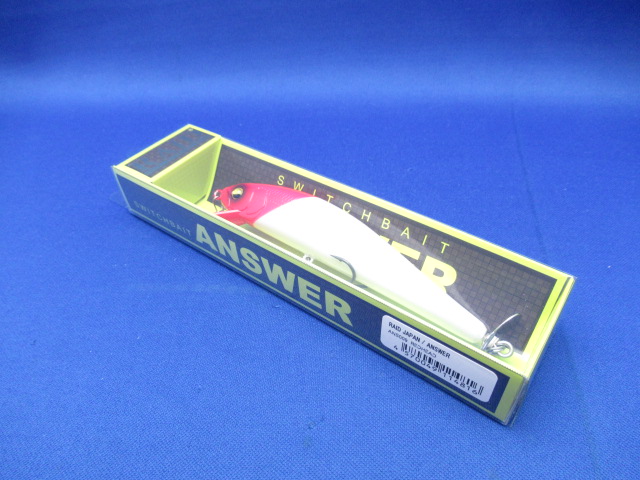 SWITCHBAIT
SWITCHBAIT
ANSWER
RAID JAPAN / ANSWER